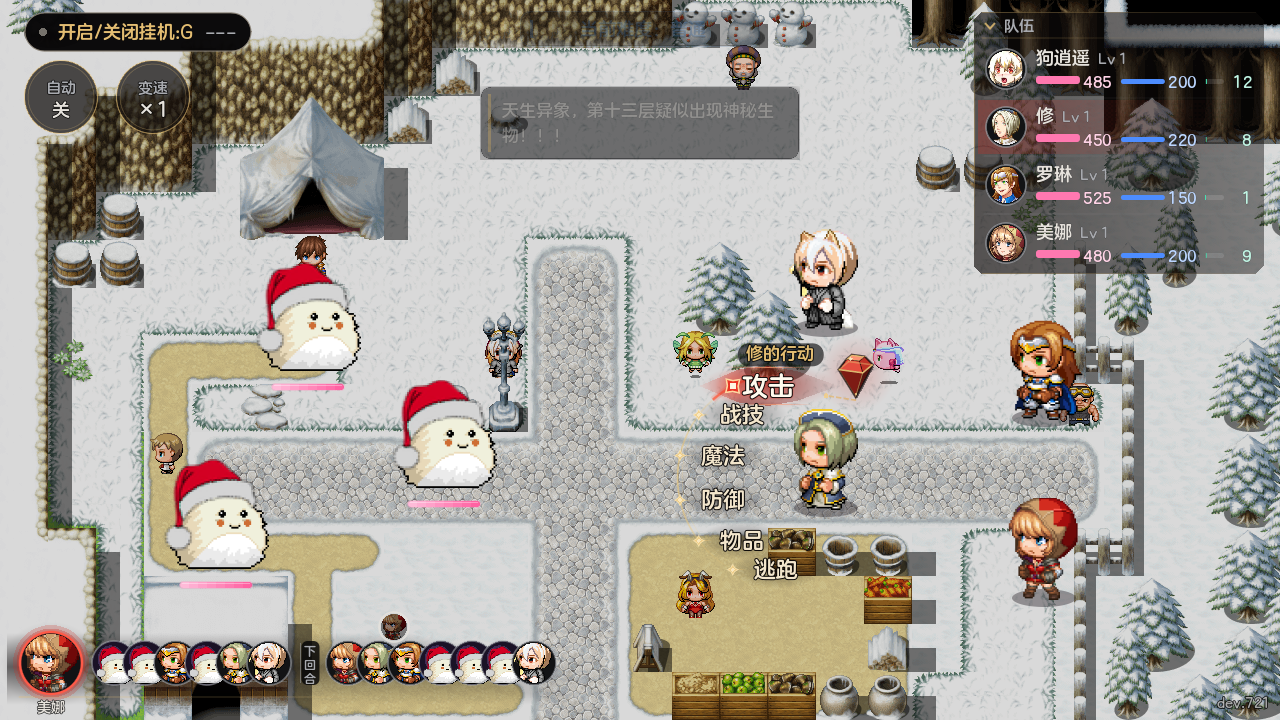 开启/关闭挂机:G ---
自动
关
变速
×1
天生异象，第十三层疑似出现神秘生
物！！！
队伍
狗逍遥 Lv 1
485 200 12
修 Lv 1
450 220 8
罗琳 Lv 1
525 150 1
美娜 Lv 1
480 200 9
修的行动
攻击
战技
魔法
防御
物品
逃跑
下回合
美娜
dev.721